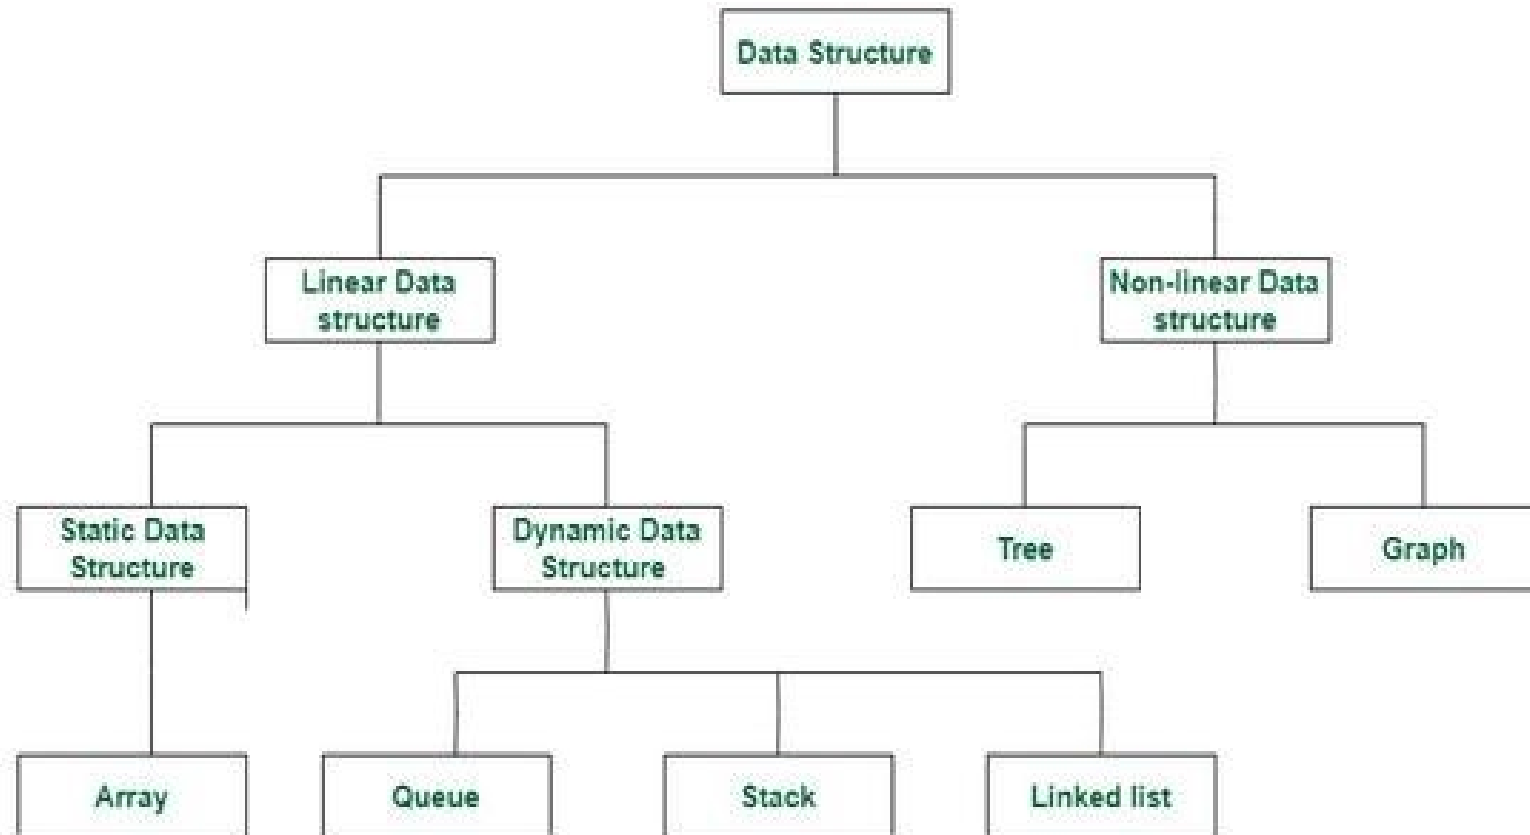 Data Structure
Linear Data
structure
Non-linear Data
structure
Static Data
Structure
Dynamic Data
Structure
Tree
Graph
Array
Queue
Stack
Linked list